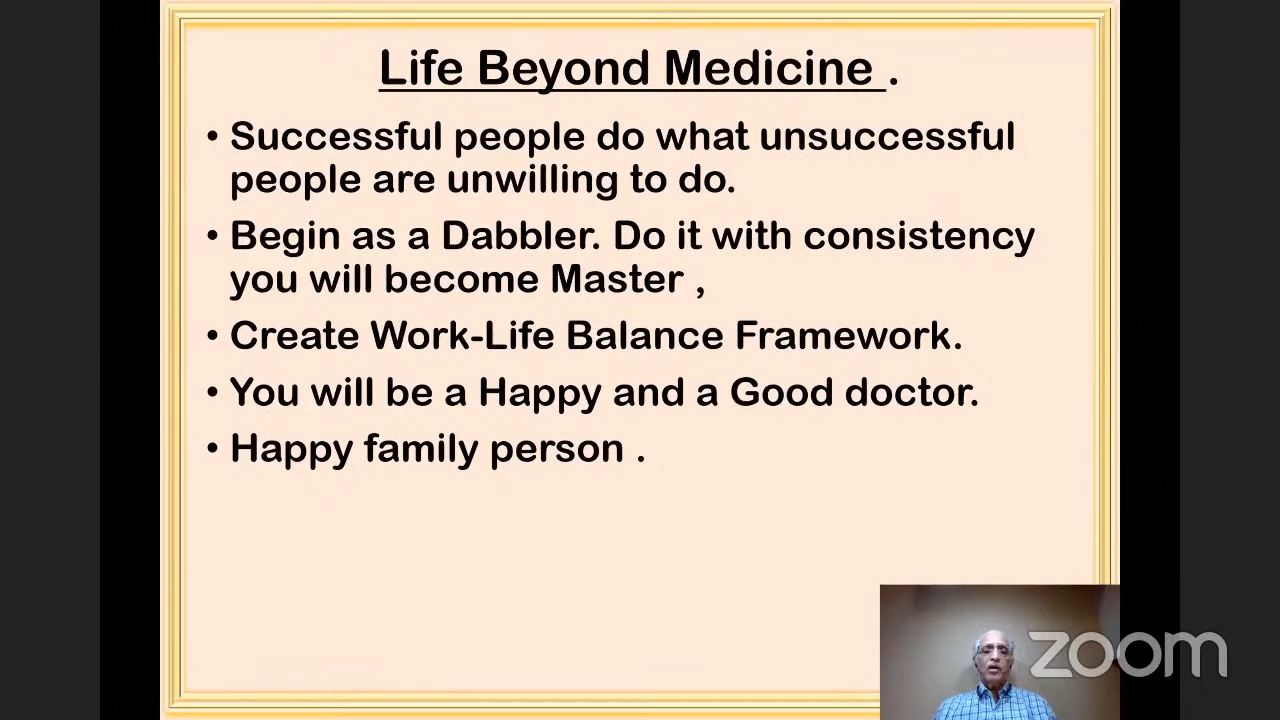 Life Beyond Medicine .
• Successful people do what unsuccessful
people are unwilling to do.
• Begin as a Dabbler. Do it with consistency
you will become Master ,
• Create Work-Life Balance Framework.
• You will be a Happy and a Good doctor.
• Happy family person .
zoom